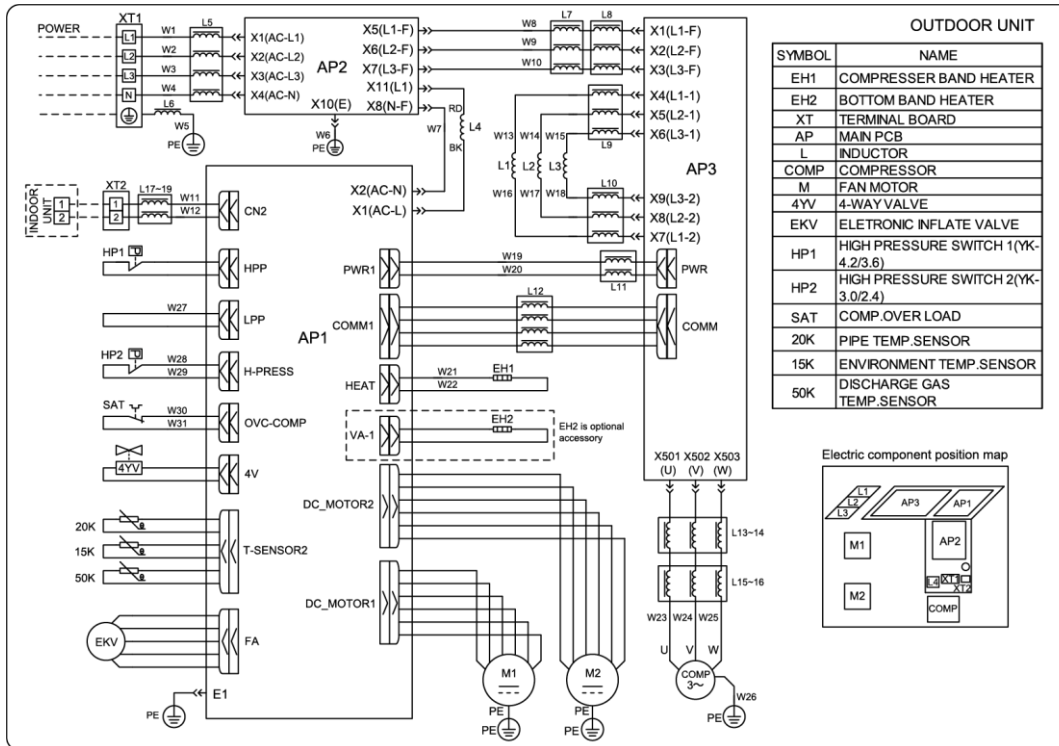 OUTDOOR UNIT
SYMBOL NAME
EH1 COMPRESSER BAND HEATER
EH2 BOTTOM BAND HEATER
XT TERMINAL BOARD
AP MAIN PCB
L INDUCTOR
COMP COMPRESSOR
M FAN MOTOR
4YV 4-WAY VALVE
EKV ELETRONIC INFLATE VALVE
HP1 HIGH PRESSURE SWITCH 1(YK-
4.2/3.6)
HP2 HIGH PRESSURE SWITCH 2(YK-
3.0/2.4)
SAT COMP.OVER LOAD
20K PIPE TEMP.SENSOR
15K ENVIRONMENT TEMP.SENSOR
50K DISCHARGE GAS
TEMP.SENSOR
POWER
XT1
L1
L2
L3
N
W1
W2
W3
W4
L5
L6
W5
PE
X1(AC-L1)
X2(AC-L2)
X3(AC-L3)
X4(AC-N)
AP2
X5(L1-F)
X6(L2-F)
X7(L3-F)
X11(L1)
X8(N-F)
X10(E)
W6
PE
RD
L4
BK
W7
W8
W9
W10
L7
L8
X1(L1-F)
X2(L2-F)
X3(L3-F)
X4(L1-1)
X5(L2-1)
X6(L3-1)
L9
W13
W14
W15
L1
L2
L3
W16
W17
W18
L10
X9(L3-2)
X8(L2-2)
X7(L1-2)
AP3
INDOOR
UNIT
1
2
XT2
1
2
L17~19
W11
W12
CN2
X2(AC-N)
X1(AC-L)
HP1
HPP
W27
LPP
AP1
HP2
W28
W29
H-PRESS
SAT
W30
W31
OVC-COMP
4YV
4V
20K
15K
50K
T-SENSOR2
EKV
FA
E1
PE
PWR1
W19
W20
L11
PWR
COMM1
L12
COMM
HEAT
W21
W22
EH1
VA-1
EH2
EH2 is optional
accessory
DC_MOTOR2
DC_MOTOR1
M1
PE
M2
PE
X501 X502 X503
(U) (V) (W)
L13~14
L15~16
W23 W24 W25
U V W
COMP
3~
W26
PE
Electric component position map
L1
L2
L3
AP3
AP1
M1
AP2
L4
XT1
XT2
M2
COMP